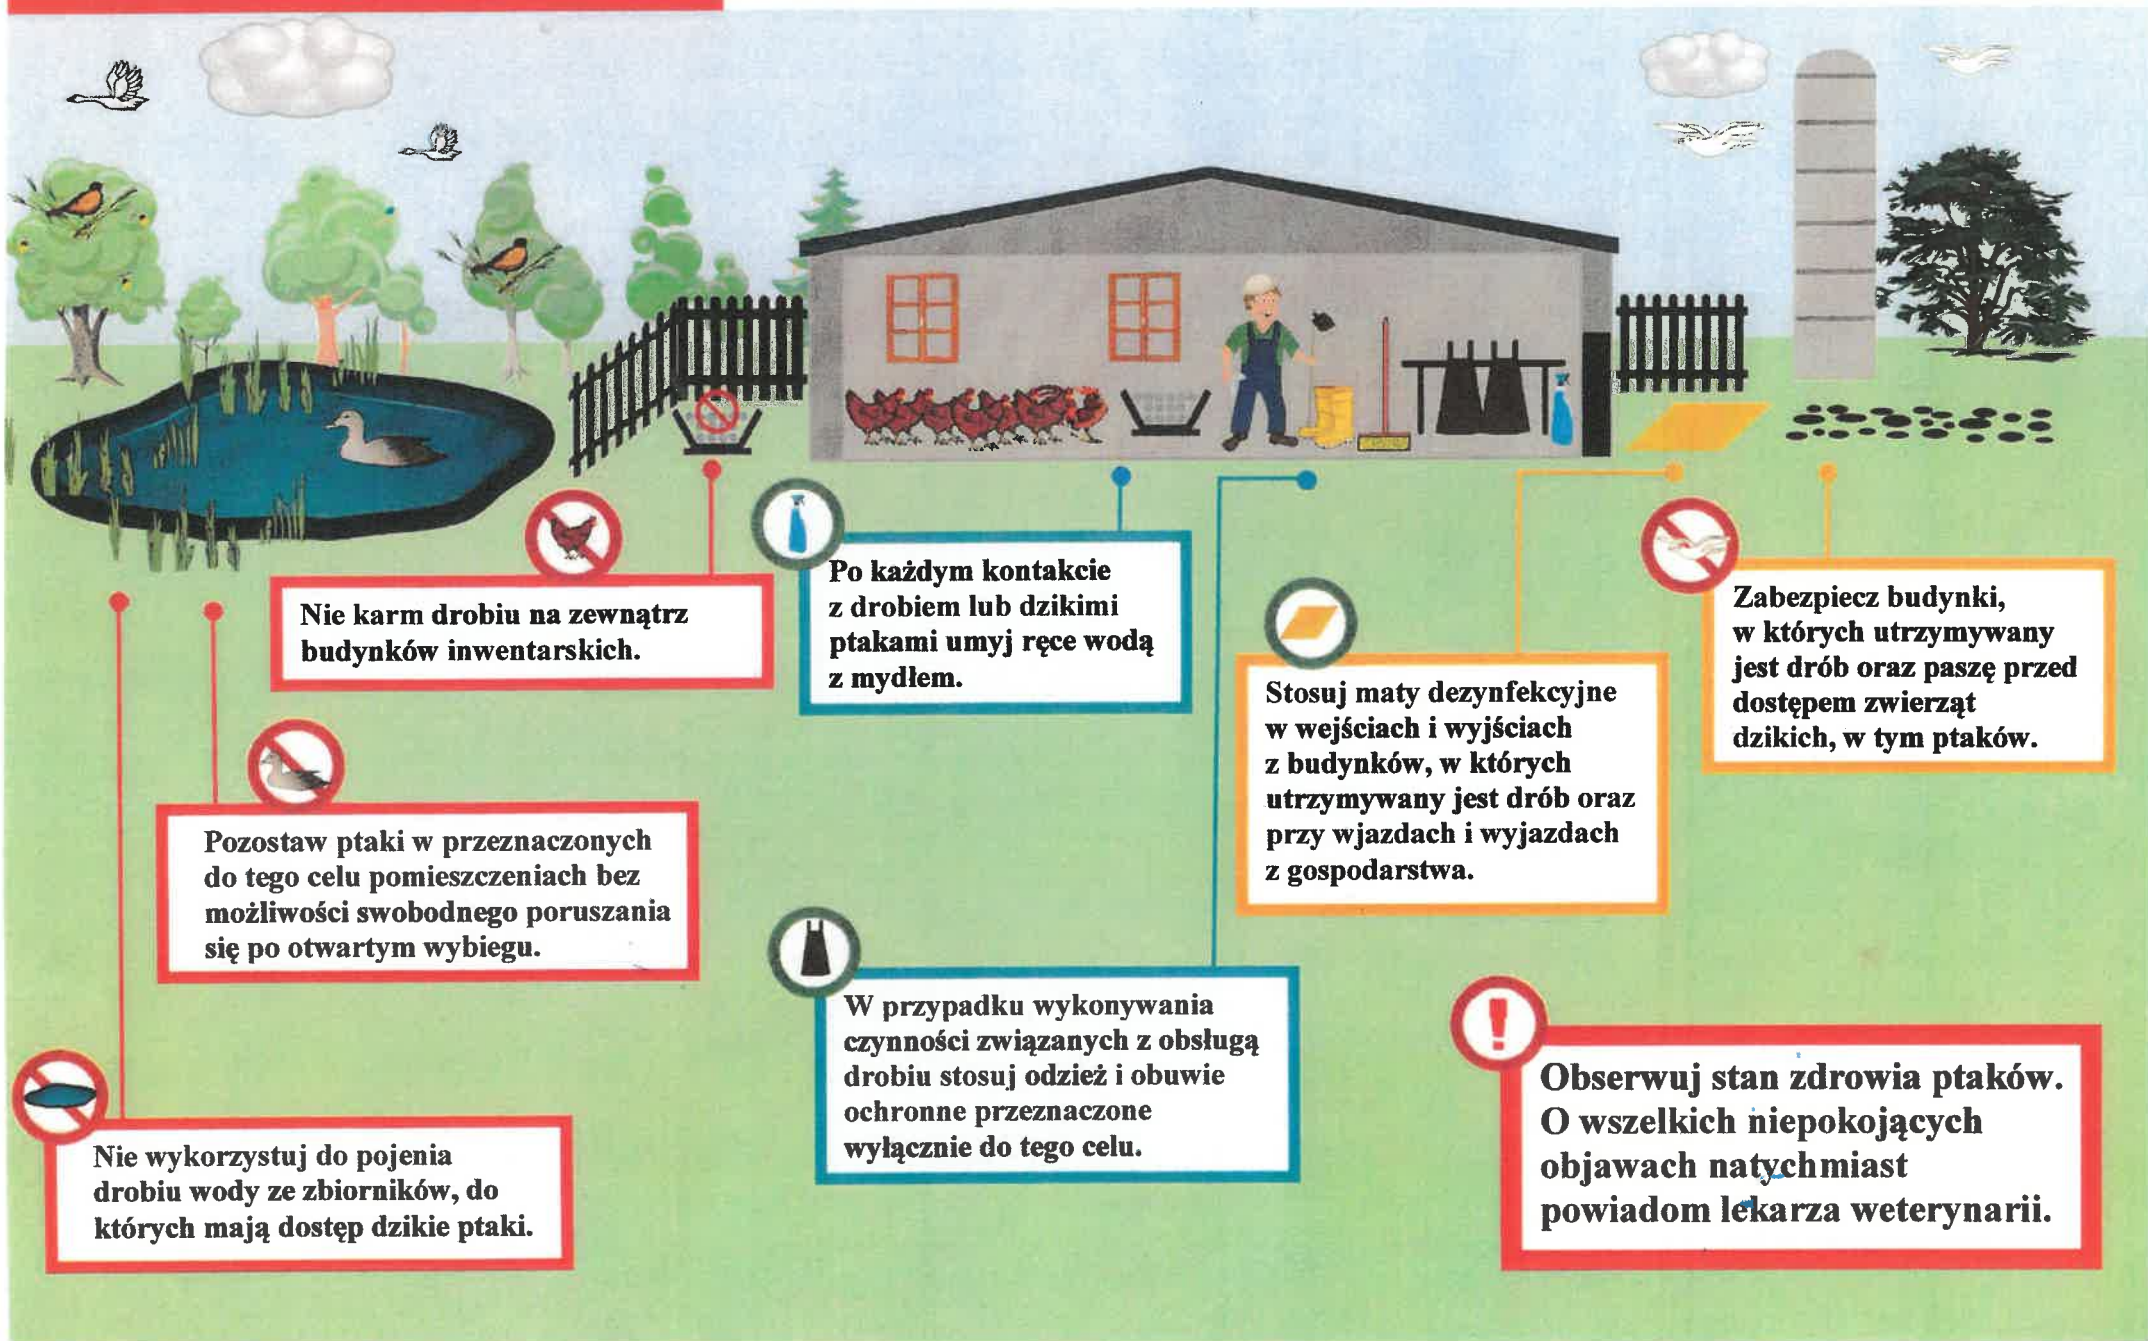 Nie karm drobiu na zewnątrz
budynków inwentarskich.
Po każdym kontakcie
z drobiem lub dzikimi
ptakami umyj ręce wodą
z mydłem.
Stosuj maty dezynfekcyjne
w wejściach i wyjściach
z budynków, w których
utrzymywany jest drób oraz
przy wjazdach i wyjazdach
z gospodarstwa.
Zabezpiecz budynki,
w których utrzymywany
jest drób oraz paszę przed
dostępem zwierząt
dzikich, w tym ptaków.
Pozostaw ptaki w przeznaczonych
do tego celu pomieszczeniach bez
możliwości swobodnego poruszania
się po otwartym wybiegu.
W przypadku wykonywania
czynności związanych z obsługą
drobiu stosuj odzież i obuwie
ochronne przeznaczone
wyłącznie do tego celu.
Nie wykorzystuj do pojenia
drobiu wody ze zbiorników, do
których mają dostęp dzikie ptaki.
!
Obserwuj stan zdrowia ptaków.
O wszelkich niepokojących
objawach natychmiast
powiadom lekarza weterynarii.